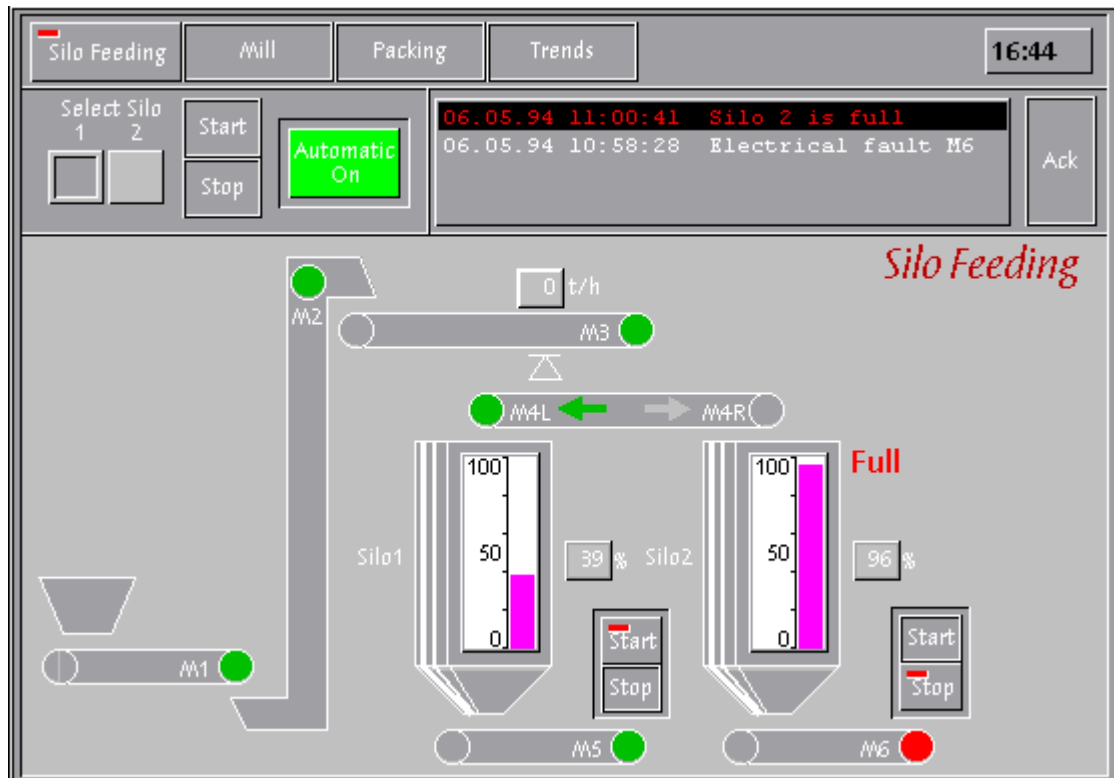 Silo Feeding Mill Packing Trends 16:44
Select Silo
1 2
Start
Stop
Automatic
On
06.05.94 11:00:41 Silo 2 is full
06.05.94 10:58:28 Electrical fault M6
Ack
Silo Feeding
M2
0 t/h
M3
M4L M4R
100
50
0
Silo1
39 %
Start
Stop
100
50
0
Full
Silo2
96 %
Start
Stop
M1
M5
M6